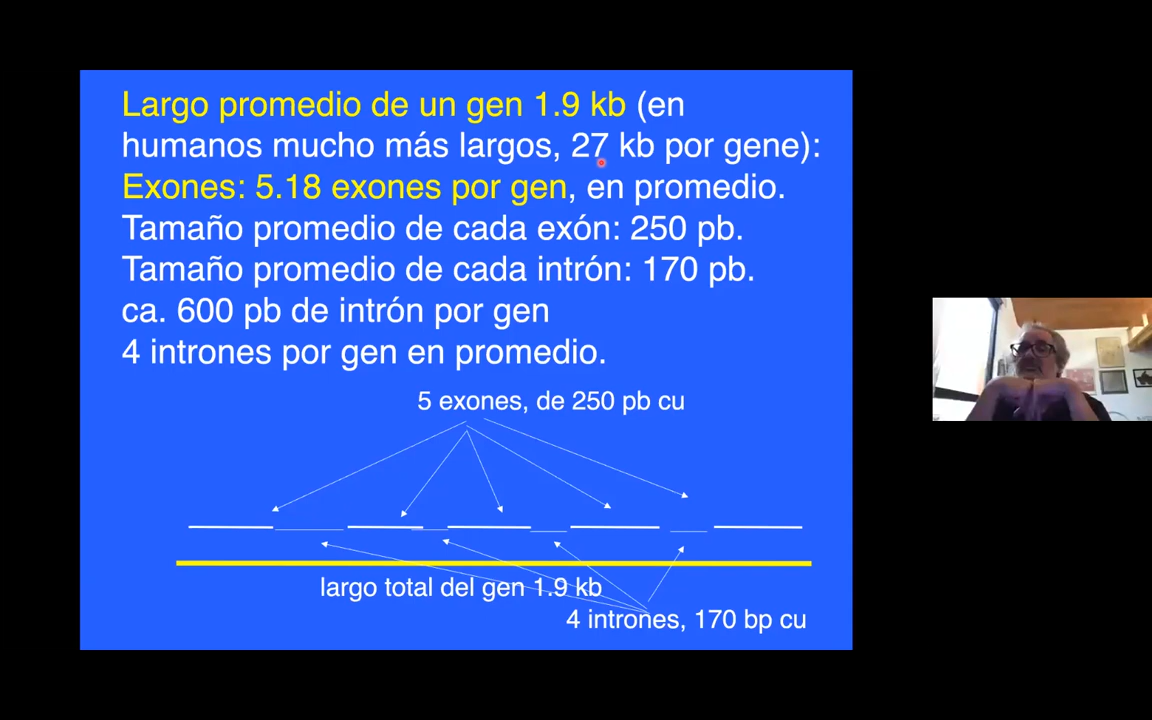 Largo promedio de un gen 1.9 kb (en
humanos mucho más largos, 27 kb por gene):
Exones: 5.18 exones por gen, en promedio.
Tamaño promedio de cada exón: 250 pb.
Tamaño promedio de cada intrón: 170 pb.
ca. 600 pb de intrón por gen
4 intrones por gen en promedio.
5 exones, de 250 pb cu
largo total del gen 1.9 kb
4 intrones, 170 bp cu